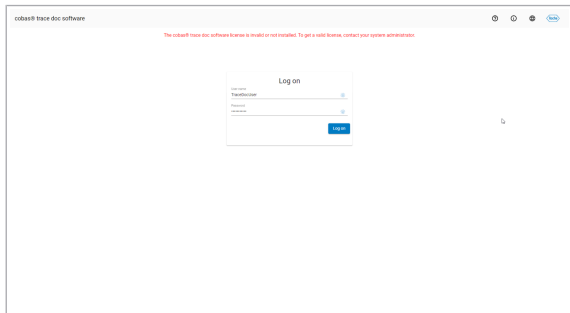 cobas® trace doc software
Roche
The cobas® trace doc software license is invalid or not installed. To get a valid license, contact your system administrator.
Log on
User name
TraceDocUser
Password
Log on